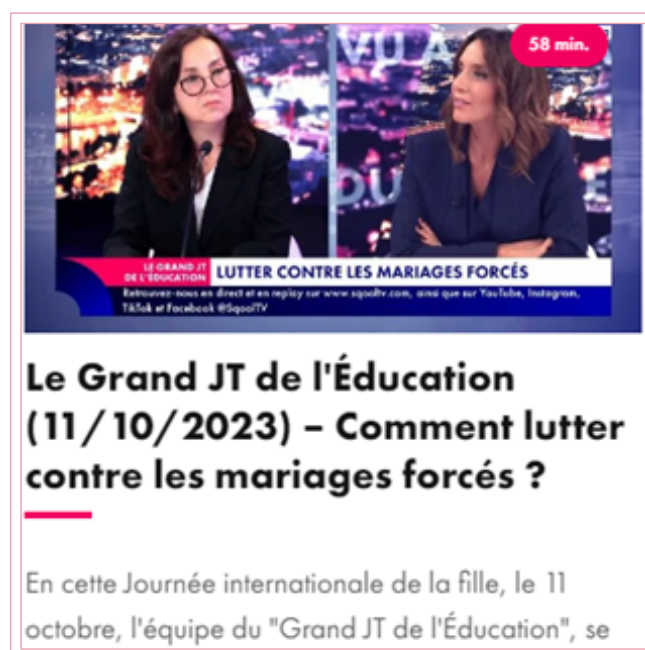 VU A
58 min.
DU
LE GRAND JT
DE L'ÉDUCATION
LUTTER CONTRE LES MARIAGES FORCÉS
Retrouvez-nous en direct et en replay sur www.sqooltv.com, ainsi que sur YouTube, Instagram,
TikTok et Facebook @SqoolTV
Le Grand JT de l'Éducation
(11/10/2023) – Comment lutter
contre les mariages forcés ?
En cette Journée internationale de la fille, le 11
octobre, l'équipe du "Grand JT de l'Éducation", se